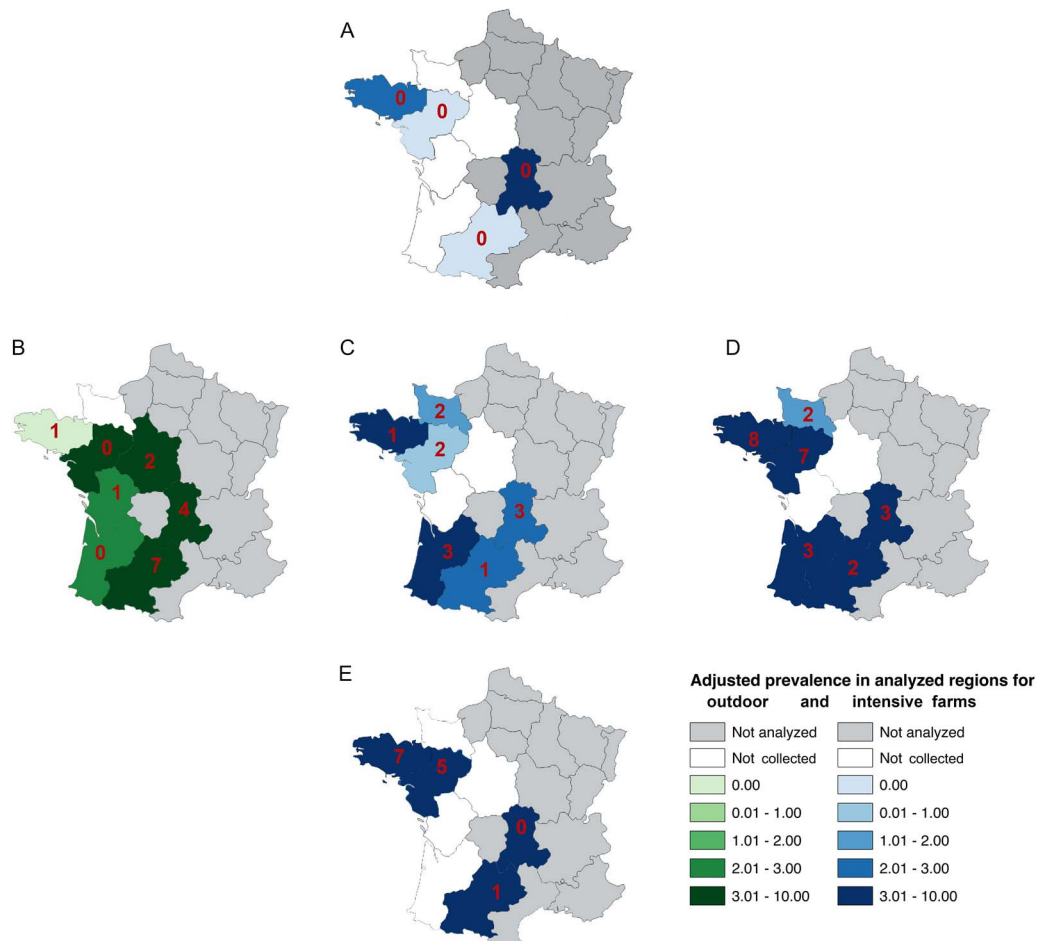 A
0
0
0
0
B
1
0
2
1
4
0
7
C
2
1
2
3
3
1
D
2
8
7
3
3
2
E
7
5
0
1
Adjusted prevalence in analyzed regions for
outdoor and intensive farms
Not analyzed Not analyzed
Not collected Not collected
0.00 0.00
0.01 - 1.00 0.01 - 1.00
1.01 - 2.00 1.01 - 2.00
2.01 - 3.00 2.01 - 3.00
3.01 - 10.00 3.01 - 10.00